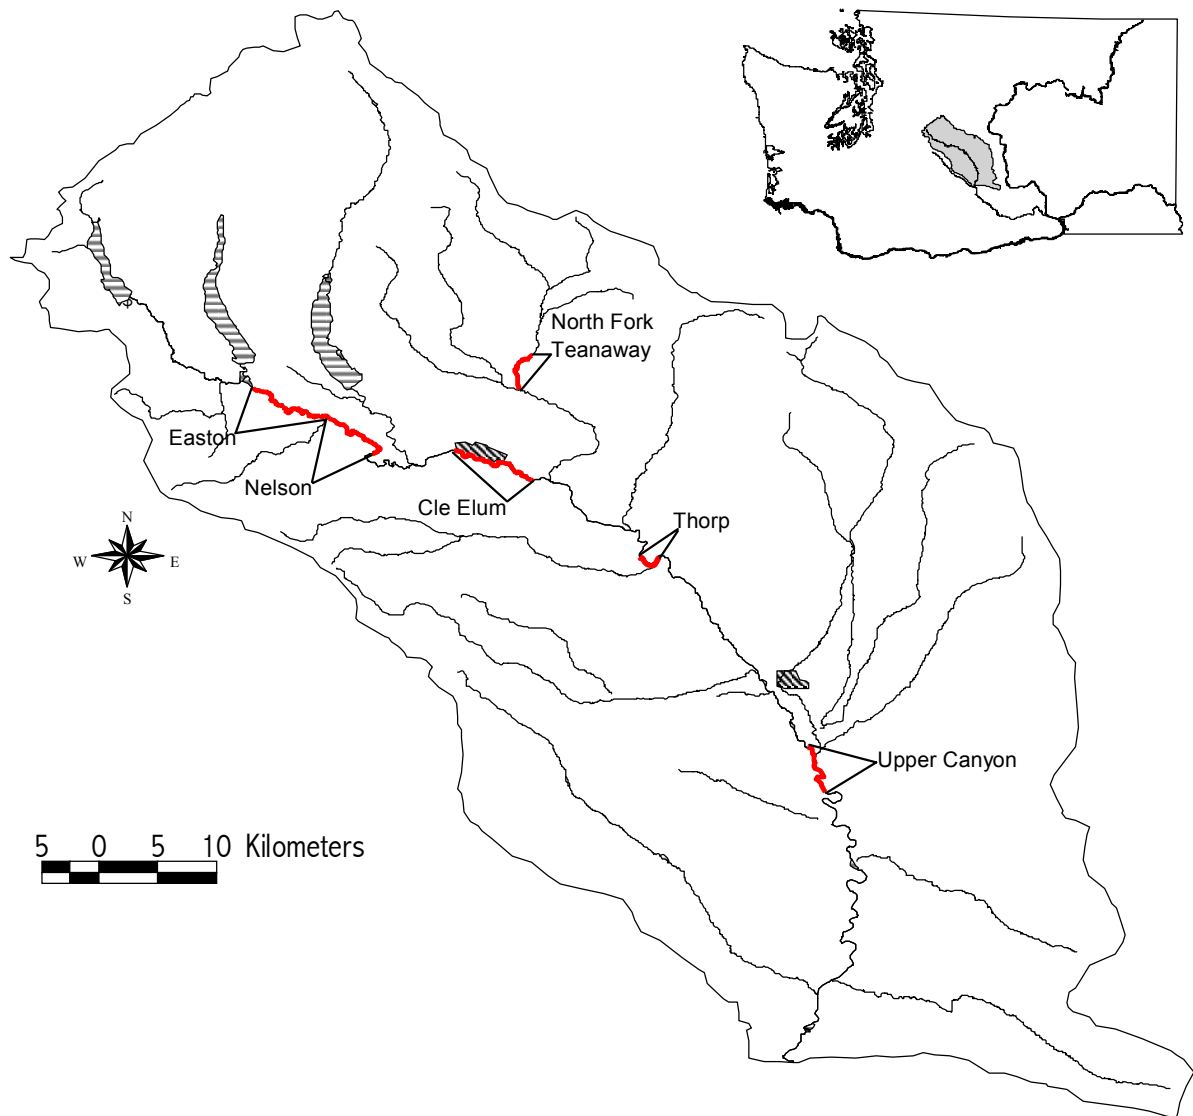 North Fork
Teanaway
Easton
Nelson
Cle Elum
Thorp
N
W E
S
Upper Canyon
5 0 5 10 Kilometers